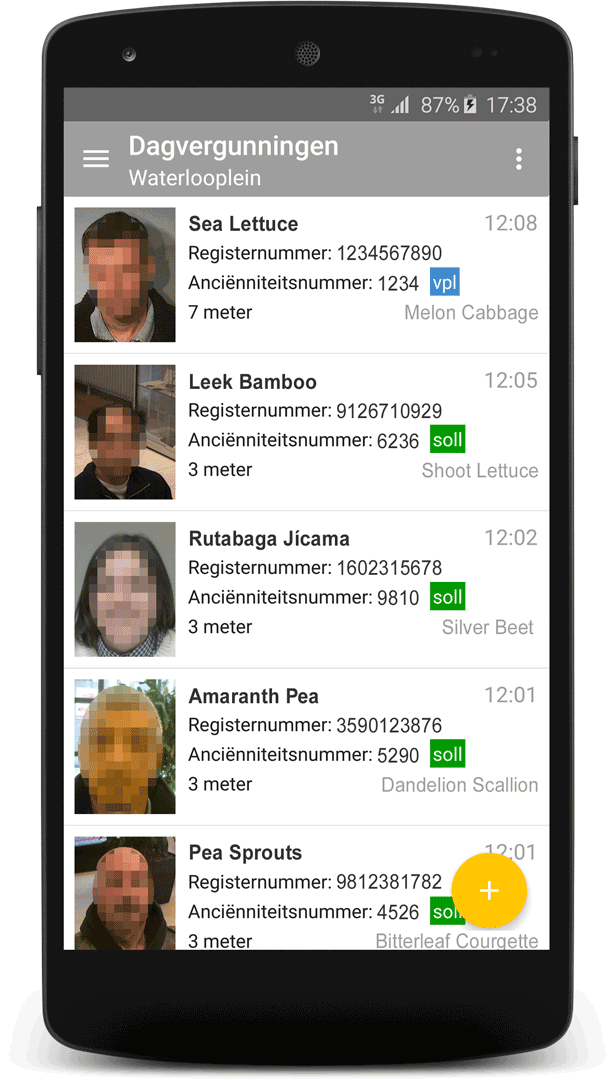 3G 87% 17:38
Dagvergunningen
Waterlooplein
Sea Lettuce 12:08
Registernummer: 1234567890
Anciënniteitsnummer: 1234 vpl
7 meter Melon Cabbage
Leek Bamboo 12:05
Registernummer: 9126710929
Anciënniteitsnummer: 6236 soll
3 meter Shoot Lettuce
Rutabaga Jícama 12:02
Registernummer: 1602315678
Anciënniteitsnummer: 9810 soll
3 meter Silver Beet
Amaranth Pea 12:01
Registernummer: 3590123876
Anciënniteitsnummer: 5290 soll
3 meter Dandelion Scallion
Pea Sprouts 12:01
Registernummer: 9812381782
Anciënniteitsnummer: 4526 soll
3 meter Bitterleaf Courgette